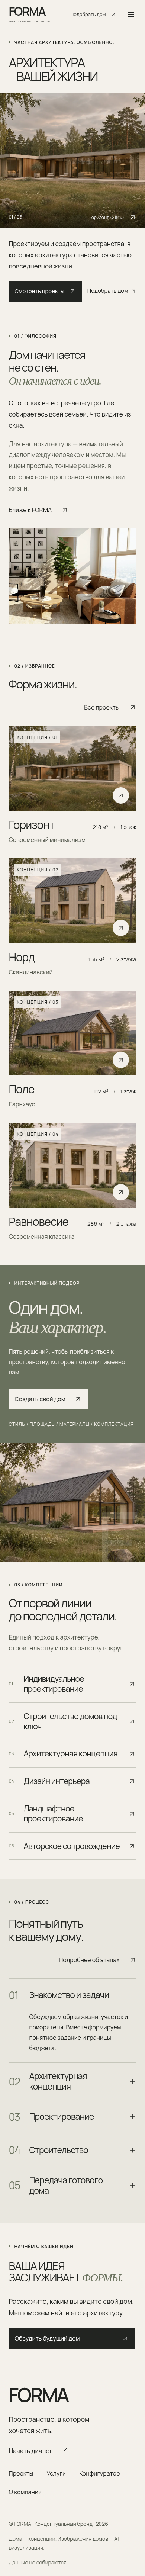 FORMA
АРХИТЕКТУРА И СТРОИТЕЛЬСТВО
Подобрать дом
ЧАСТНАЯ АРХИТЕКТУРА. ОСМЫСЛЕННО.
АРХИТЕКТУРА
ВАШЕЙ ЖИЗНИ
Горизонт · 218 м²
Проектируем и создаём пространства, в
которых архитектура становится частью
повседневной жизни.
Смотреть проекты
Подобрать дом
01 / ФИЛОСОФИЯ
Дом начинается
не со стен.
Он начинается с идеи.
С того, как вы встречаете утро. Где
собираетесь всей семьёй. Что видите из
окна.
Для нас архитектура — внимательный
диалог между человеком и местом. Мы
ищем простые, точные решения, в
которых есть пространство для вашей
жизни.
Ближе к FORMA
02 / ИЗБРАННОЕ
Форма жизни.
Все проекты
КОНЦЕПЦИЯ / 01
Горизонт
218 м² / 1 этаж
Современный минимализм
КОНЦЕПЦИЯ / 02
Норд
156 м² / 2 этажа
Скандинавский
КОНЦЕПЦИЯ / 03
Поле
112 м² / 1 этаж
Барнхаус
КОНЦЕПЦИЯ / 04
Равновесие
286 м² / 2 этажа
Современная классика
ИНТЕРАКТИВНЫЙ ПОДБОР
Один дом.
Ваш характер.
Пять решений, чтобы приблизиться к
пространству, которое подходит именно
вам.
Создать свой дом
СТИЛЬ / ПЛОЩАДЬ / МАТЕРИАЛЫ / КОМПЛЕКТАЦИЯ
03 / КОМПЕТЕНЦИИ
От первой линии
до последней детали.
Единый подход к архитектуре,
строительству и пространству вокруг.
01
Индивидуальное
проектирование
02
Строительство домов под
ключ
03
Архитектурная концепция
04
Дизайн интерьера
05
Ландшафтное
проектирование
06
Авторское сопровождение
04 / ПРОЦЕСС
Понятный путь
к вашему дому.
Подробнее об этапах
01
Знакомство и задачи
Обсуждаем образ жизни, участок и
приоритеты. Вместе формируем
понятное задание и границы
бюджета.
02
Архитектурная
концепция
03
Проектирование
04
Строительство
05
Передача готового
дома
НАЧНЁМ С ВАШЕЙ ИДЕИ
ВАША ИДЕЯ
ЗАСЛУЖИВАЕТ ФОРМЫ.
Расскажите, каким вы видите свой дом.
Мы поможем найти его архитектуру.
Обсудить будущий дом
FORMA
Пространство, в котором
хочется жить.
Начать диалог
Проекты
Услуги
Конфигуратор
О компании
© FORMA · Концептуальный бренд · 2026
Дома — концепции. Изображения домов — AI-
визуализации.
Данные не собираются